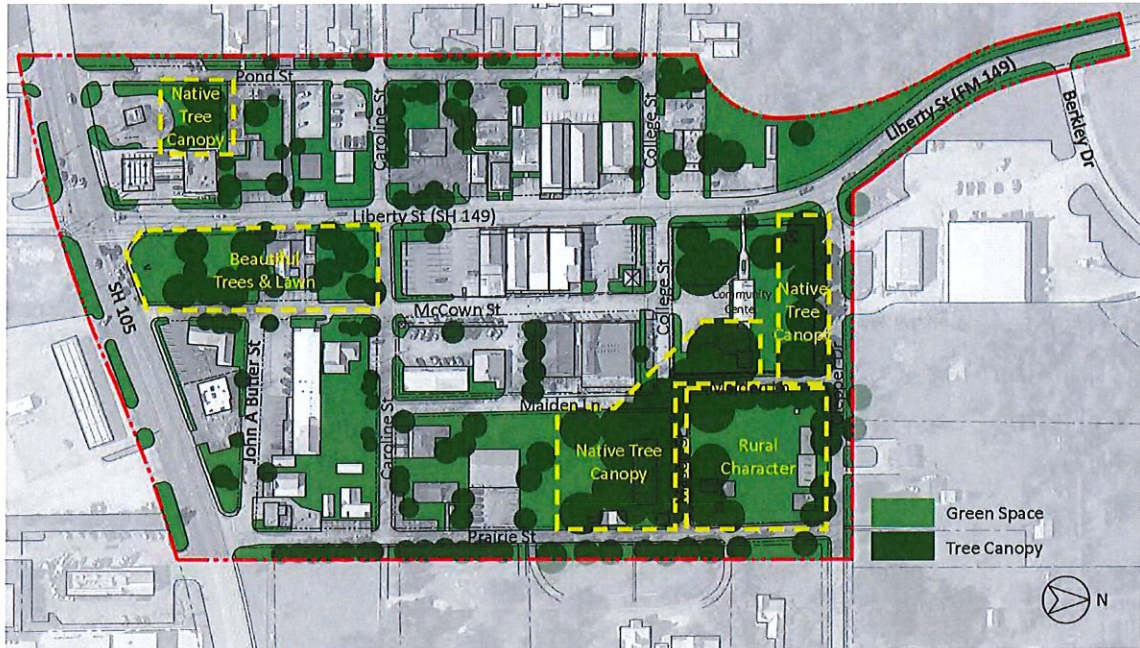 Pond St
Native
Tree
Canopy
Caroline St
College St
Liberty St (FM 149)
Berkley Dr
Liberty St (SH 149)
Beautiful
Trees & Lawn
SH 105
McCown St
College St
Community
Center
Native
Tree
Canopy
John A Butler St
Caroline St
Malden Ln
Native Tree
Canopy
Rural
Character
Prairie St
Green Space
Tree Canopy
N